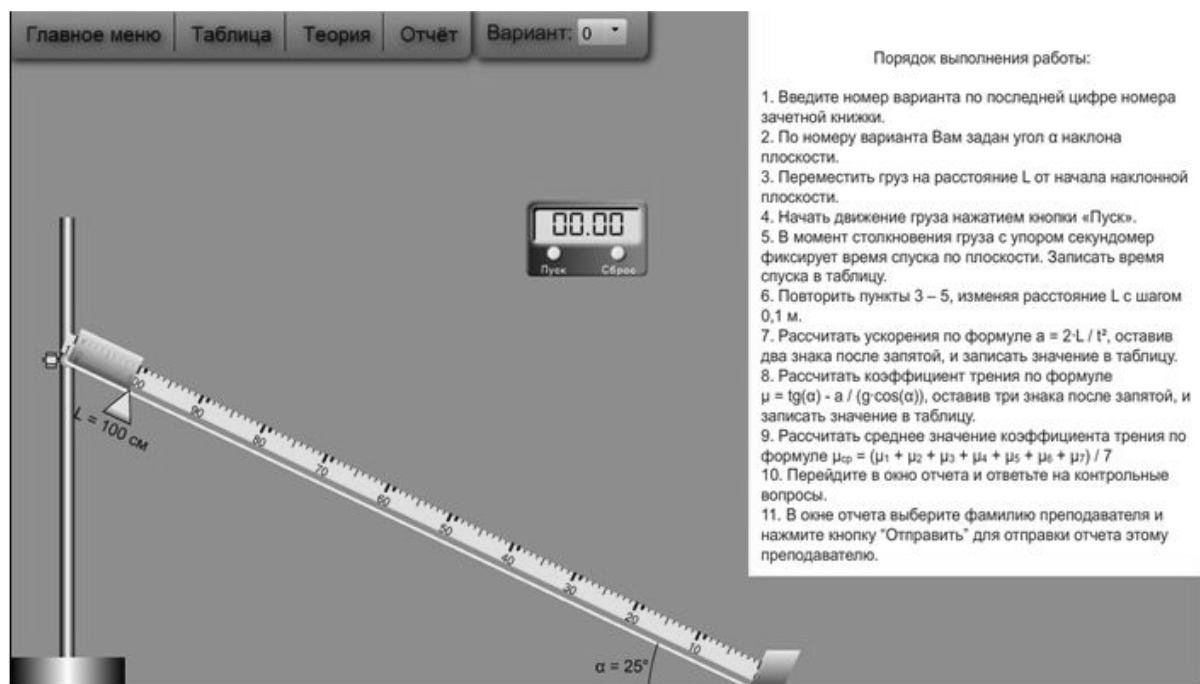 Главное меню Таблица Теория Отчёт Вариант: 0
Порядок выполнения работы:
1. Введите номер варианта по последней цифре номера
зачетной книжки.
2. По номеру варианта Вам задан угол α наклона
плоскости.
3. Переместить груз на расстояние L от начала наклонной
плоскости.
4. Начать движение груза нажатием кнопки «Пуск».
5. В момент столкновения груза с упором секундомер
фиксирует время спуска по плоскости. Записать время
спуска в таблицу.
6. Повторить пункты 3 – 5, изменяя расстояние L с шагом
0,1 м.
7. Рассчитать ускорения по формуле a = 2·L / t², оставив
два знака после запятой, и записать значение в таблицу.
8. Рассчитать коэффициент трения по формуле
μ = tg(α) - a / (g·cos(α)), оставив три знака после запятой, и
записать значение в таблицу.
9. Рассчитать среднее значение коэффициента трения по
формуле μср = (μ₁ + μ₂ + μ₃ + μ₄ + μ₅ + μ₆ + μ₇) / 7
10. Перейдите в окно отчета и ответьте на контрольные
вопросы.
11. В окне отчета выберите фамилию преподавателя и
нажмите кнопку “Отправить” для отправки отчета этому
преподавателю.
00.00
Пуск Сброс
L = 100 см
90
80
70
60
50
40
30
20
10
α = 25°